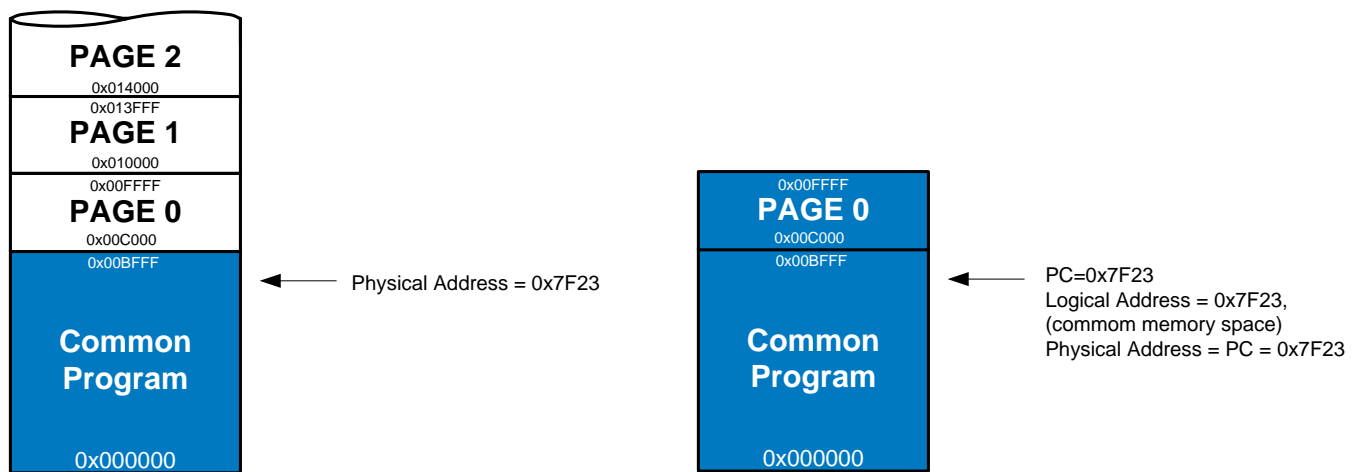 PAGE 2
0x014000
0x013FFF
PAGE 1
0x010000
0x00FFFF
PAGE 0
0x00C000
0x00BFFF
Common
Program
0x000000
Physical Address = 0x7F23
0x00FFFF
PAGE 0
0x00C000
0x00BFFF
Common
Program
0x000000
PC=0x7F23
Logical Address = 0x7F23,
(commom memory space)
Physical Address = PC = 0x7F23